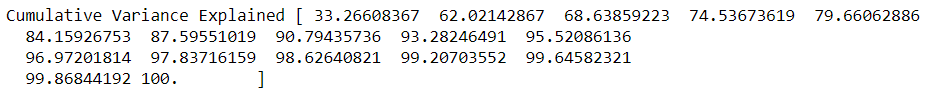 Cumulative Variance Explained [ 33.26608367  62.02142867  68.63859223  74.53673619  79.66062886
  84.15926753  87.59551019  90.79435736  93.28246491  95.52086136
  96.97201814  97.83716159  98.62640821  99.20703552  99.64582321
  99.86844192 100.        ]